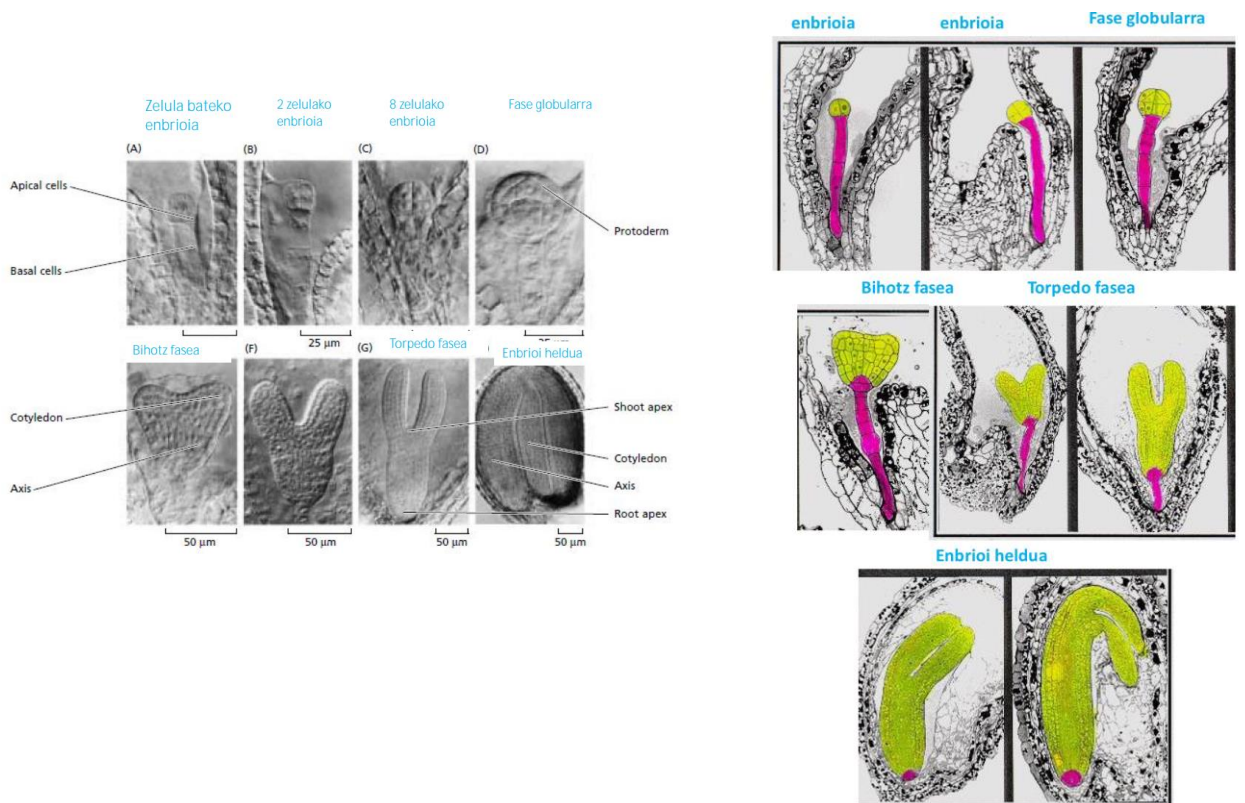 Zelula bateko
enbrioia
2 zelulako
enbrioia
8 zelulako
enbrioia
Fase globularra
(A)
(B)
(C)
(D)
Apical cells
Basal cells
Protoderm
25 µm
Bihotz fasea
(F)
(G)
Torpedo fasea
Enbrioi heldua
Cotyledon
Axis
Shoot apex
Cotyledon
Axis
Root apex
50 µm
50 µm
50 µm
50 µm
enbrioia
enbrioia
Fase globularra
Bihotz fasea
Torpedo fasea
Enbrioi heldua